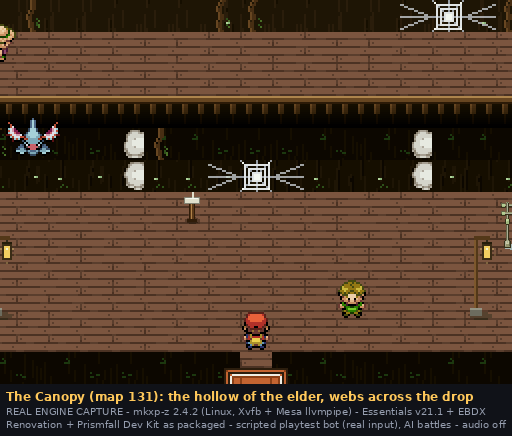 The Canopy (map 131): the hollow of the elder, webs across the drop
REAL ENGINE CAPTURE - mkxp-z 2.4.2 (Linux, Xvfb + Mesa llvmpipe) - Essentials v21.1 + EBDX
Renovation + Prismfall Dev Kit as packaged - scripted playtest bot (real input), AI battles - audio off